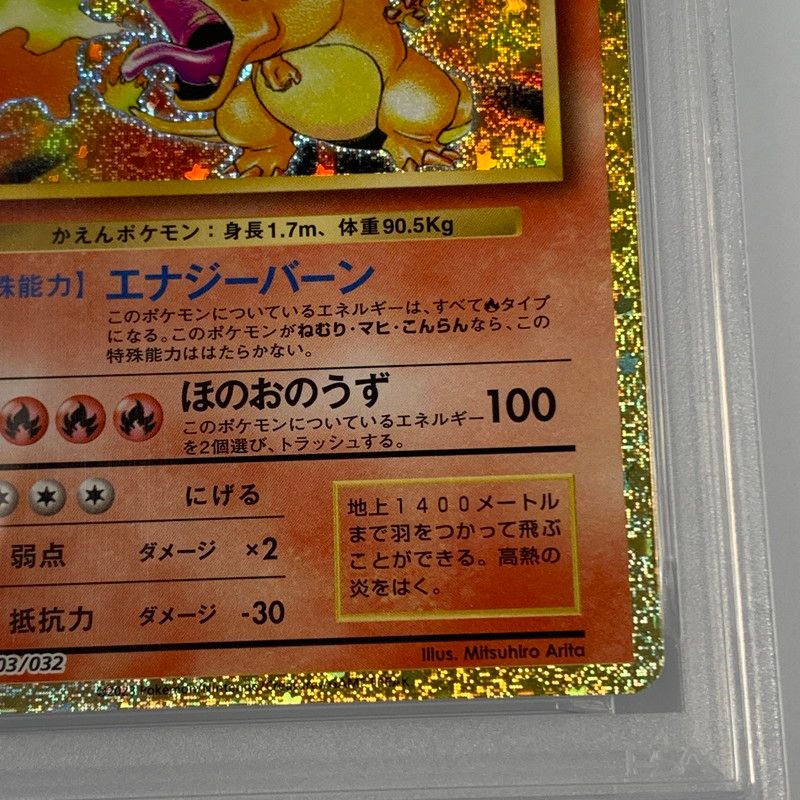 かえんポケモン：身長1.7m、体重90.5Kg
殊能力】 エナジーバーン
このポケモンについているエネルギーは、すべてタイプ
になる。このポケモンがねむり・マヒ・こんらんなら、この
特殊能力ははたらかない。
ほのおのうず 100
このポケモンについているエネルギー
を2個選び、トラッシュする。
にげる
弱点 ダメージ ×2
抵抗力 ダメージ -30
地上1400メートル
まで羽をつかって飛ぶ
ことができる。高熱の
炎をはく。
Illus. Mitsuhiro Arita
03/032
©2023 Pokémon/Nintendo